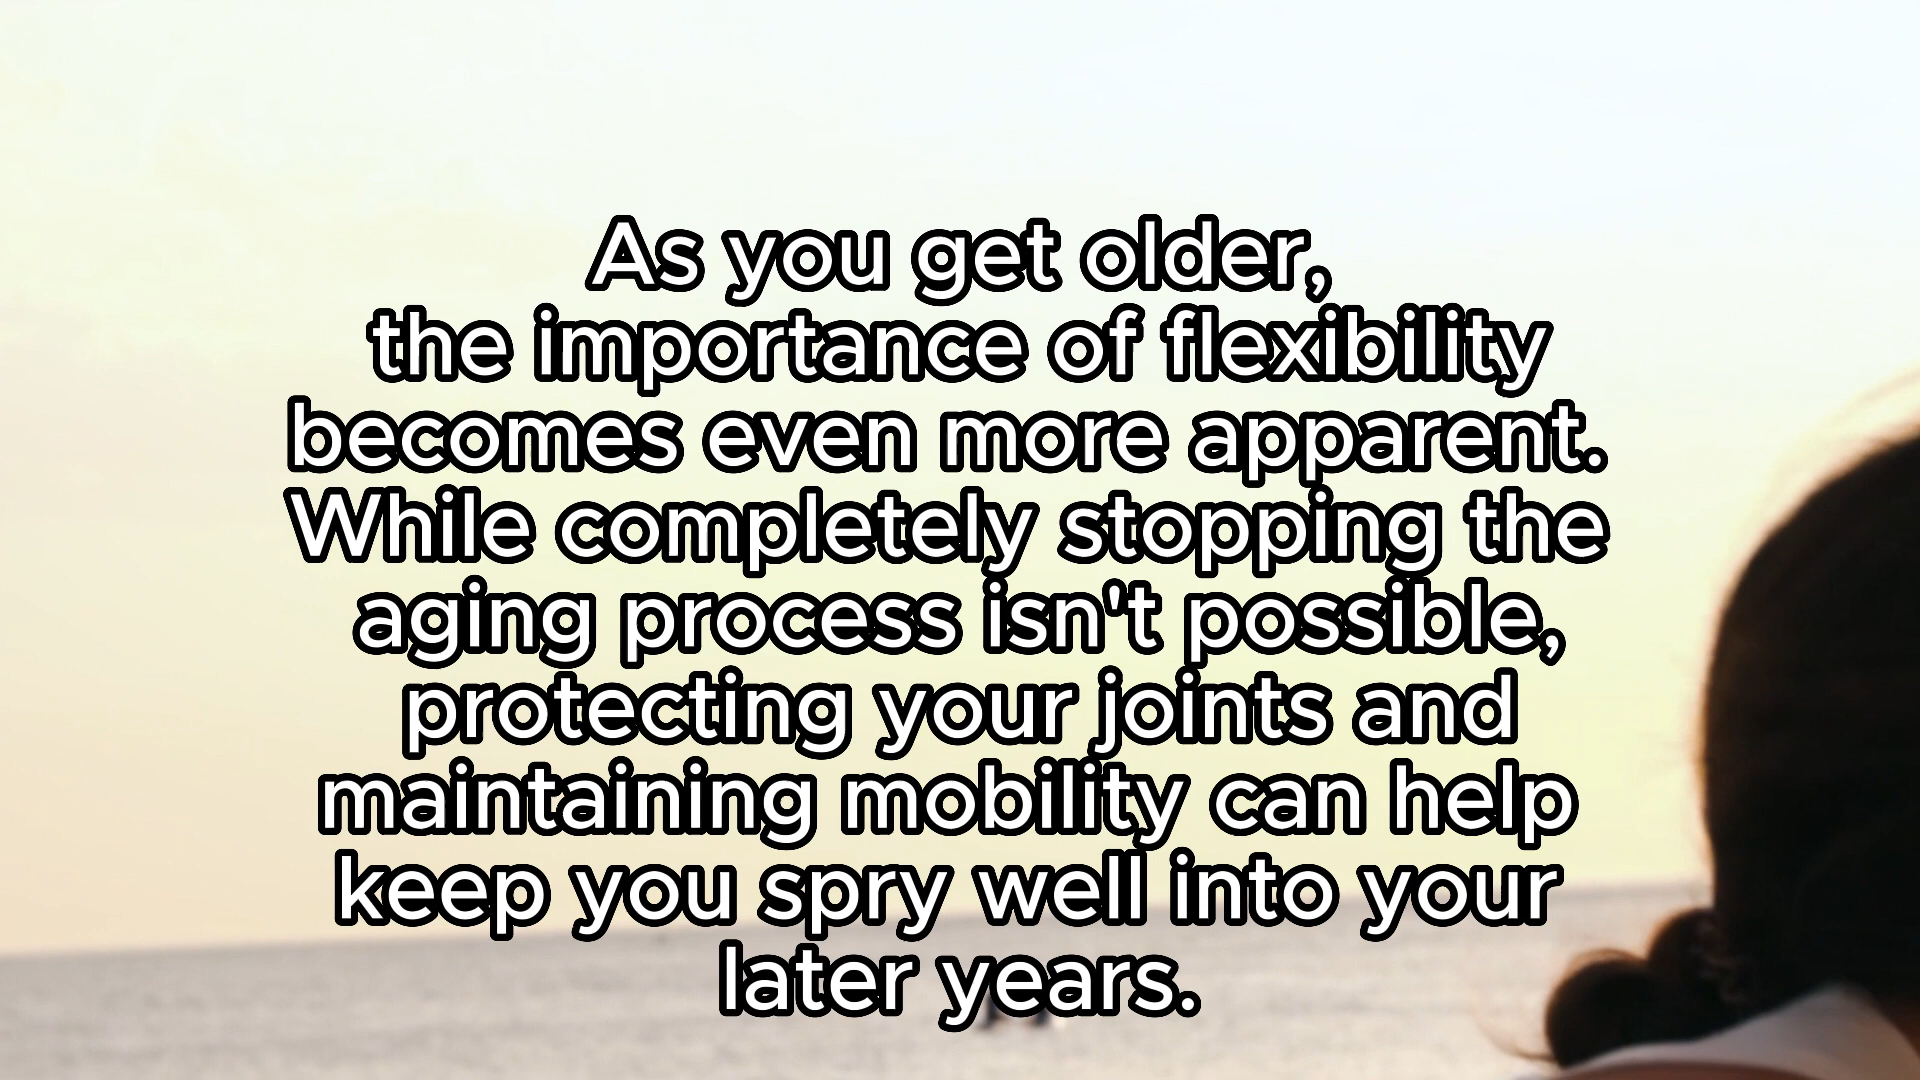 As you get older,
the importance of flexibility
becomes even more apparent.
While completely stopping the
aging process isn't possible,
protecting your joints and
maintaining mobility can help
keep you spry well into your
later years.